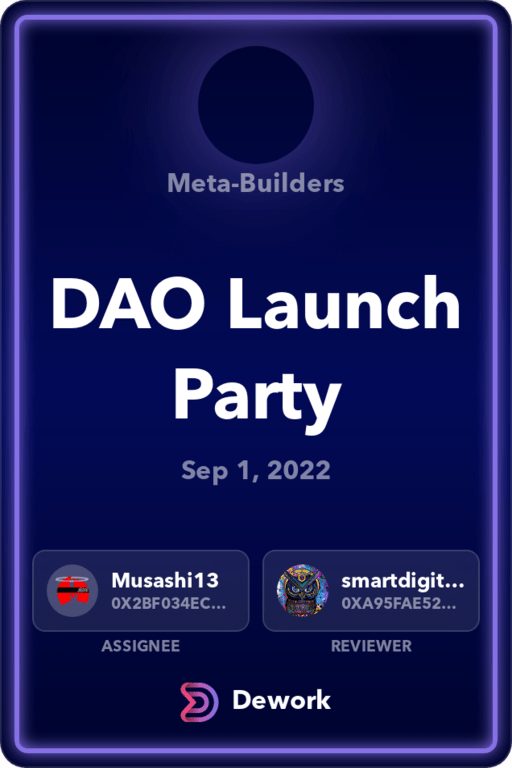 Meta-Builders
DAO Launch
Party
Sep 1, 2022
Musashi13
0X2BF034EC...
ASSIGNEE
smartdigit...
0XA95FAE52...
REVIEWER
Dework